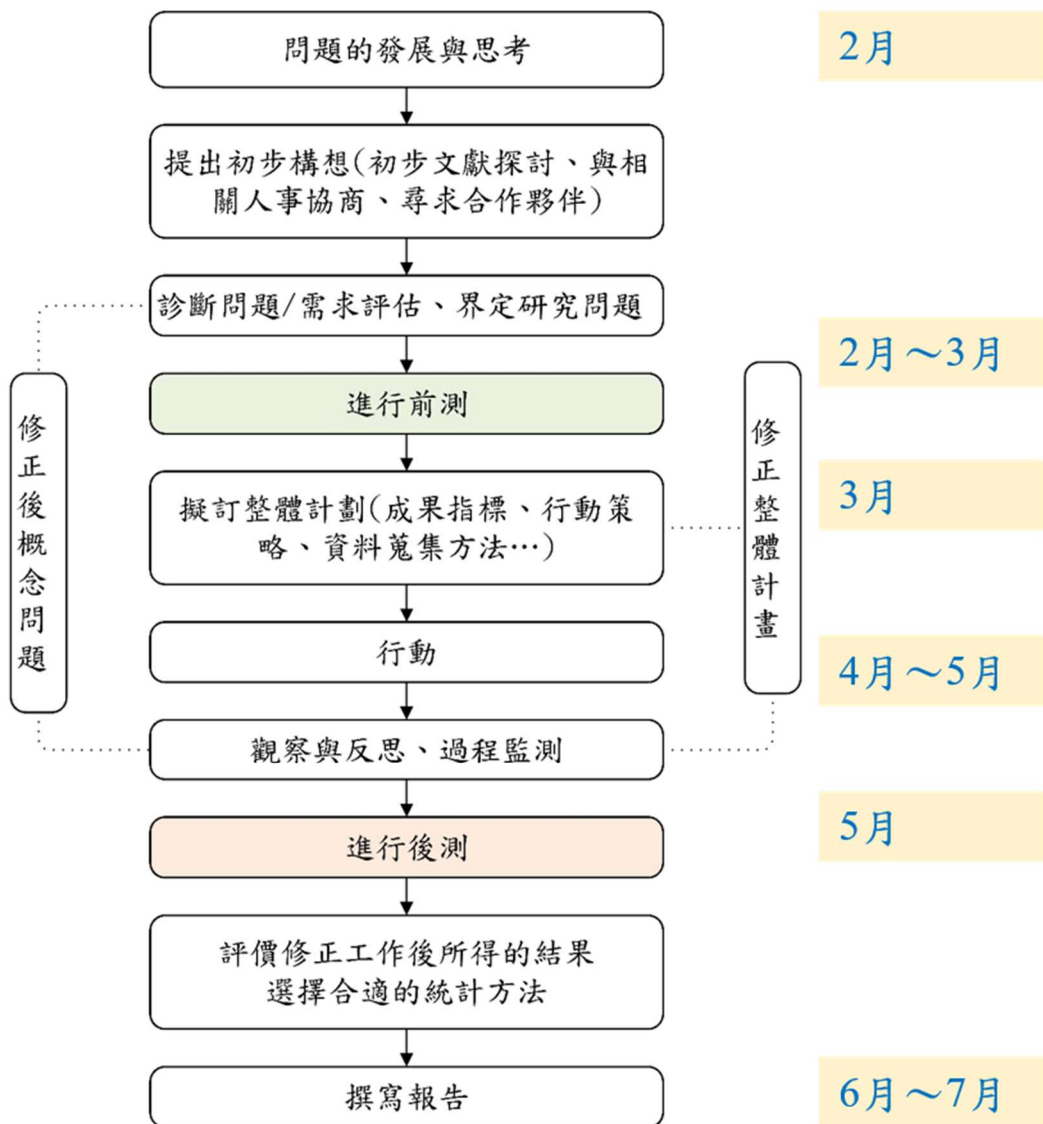 問題的發展與思考
2月
提出初步構想(初步文獻探討、與相
關人事協商、尋求合作夥伴)
診斷問題/需求評估、界定研究問題
2月～3月
進行前測
修正後概念問題
修正整體計畫
擬訂整體計劃(成果指標、行動策
略、資料蒐集方法…)
3月
行動
4月～5月
觀察與反思、過程監測
進行後測
5月
評價修正工作後所得的結果
選擇合適的統計方法
撰寫報告
6月～7月